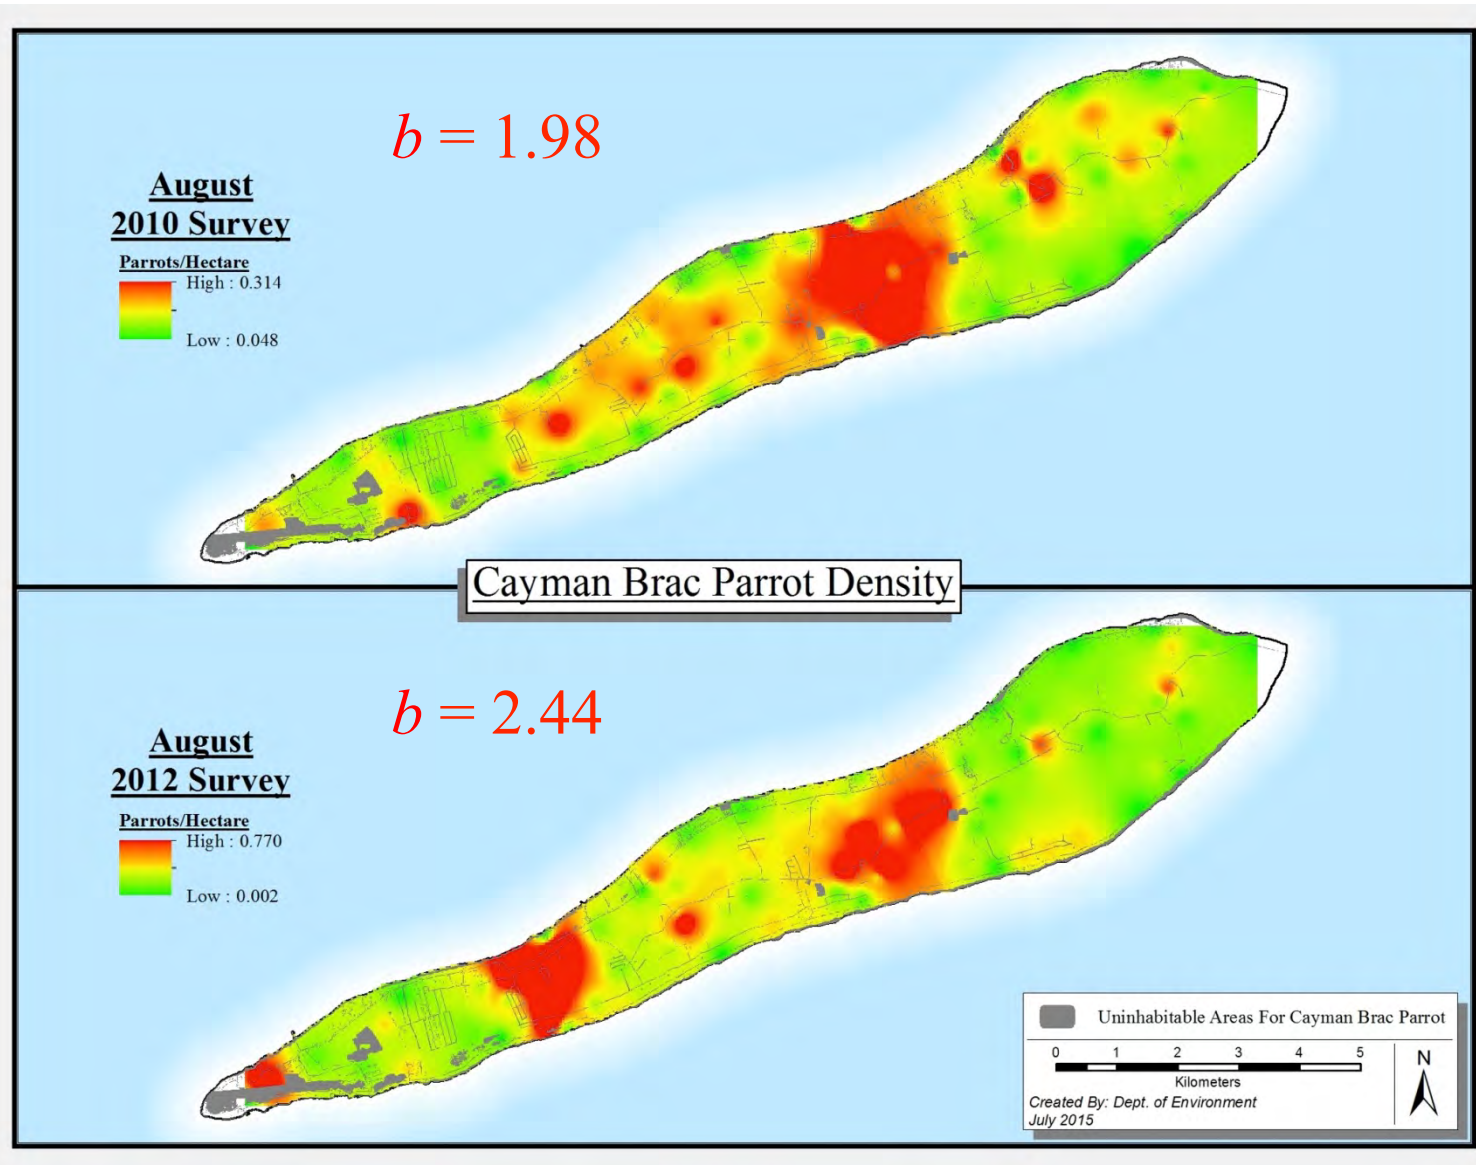 b = 1.98
August
2010 Survey
Parrots/Hectare
High : 0.314
Low : 0.048
Cayman Brac Parrot Density
b = 2.44
August
2012 Survey
Parrots/Hectare
High : 0.770
Low : 0.002
Uninhabitable Areas For Cayman Brac Parrot
0 1 2 3 4 5
Kilometers
N
Created By: Dept. of Environment
July 2015